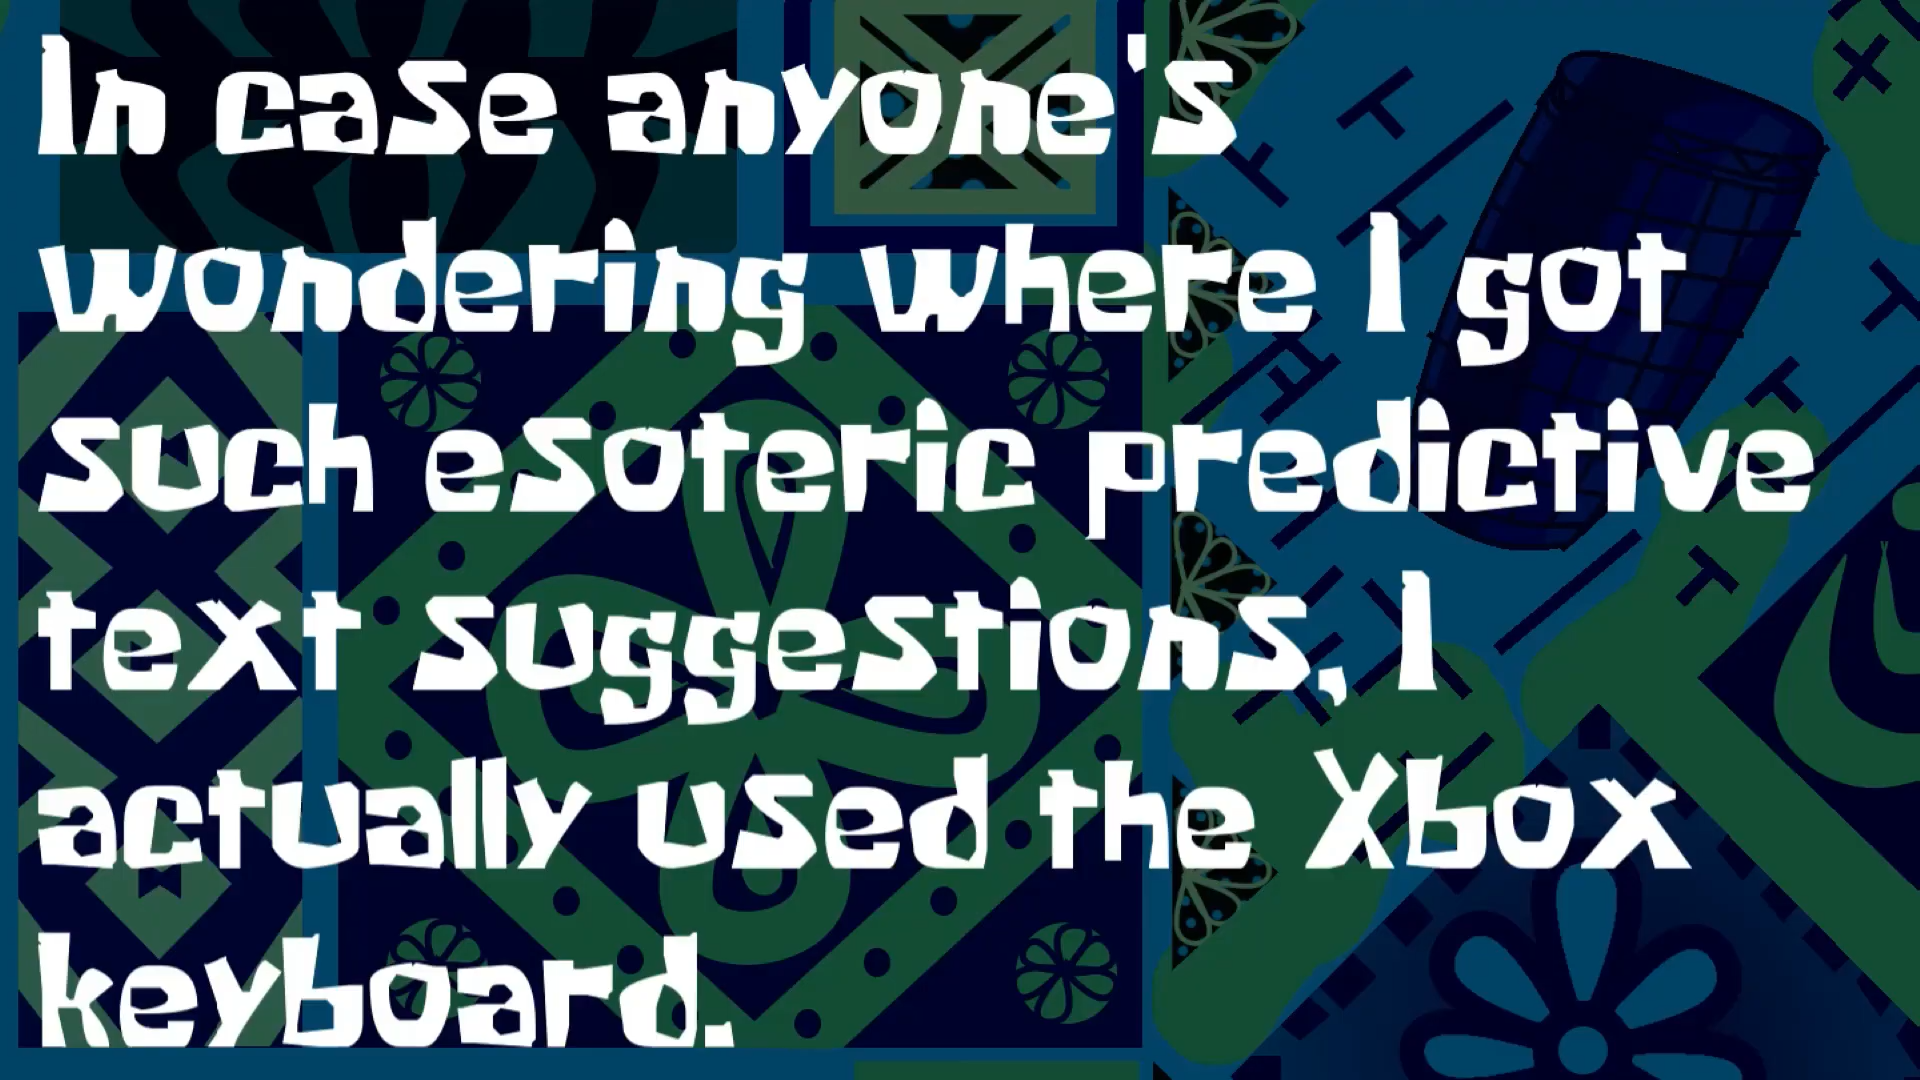 In case anyone's
wondering where I got
such esoteric predictive
text suggestions, I
actually used the Xbox
keyboard.